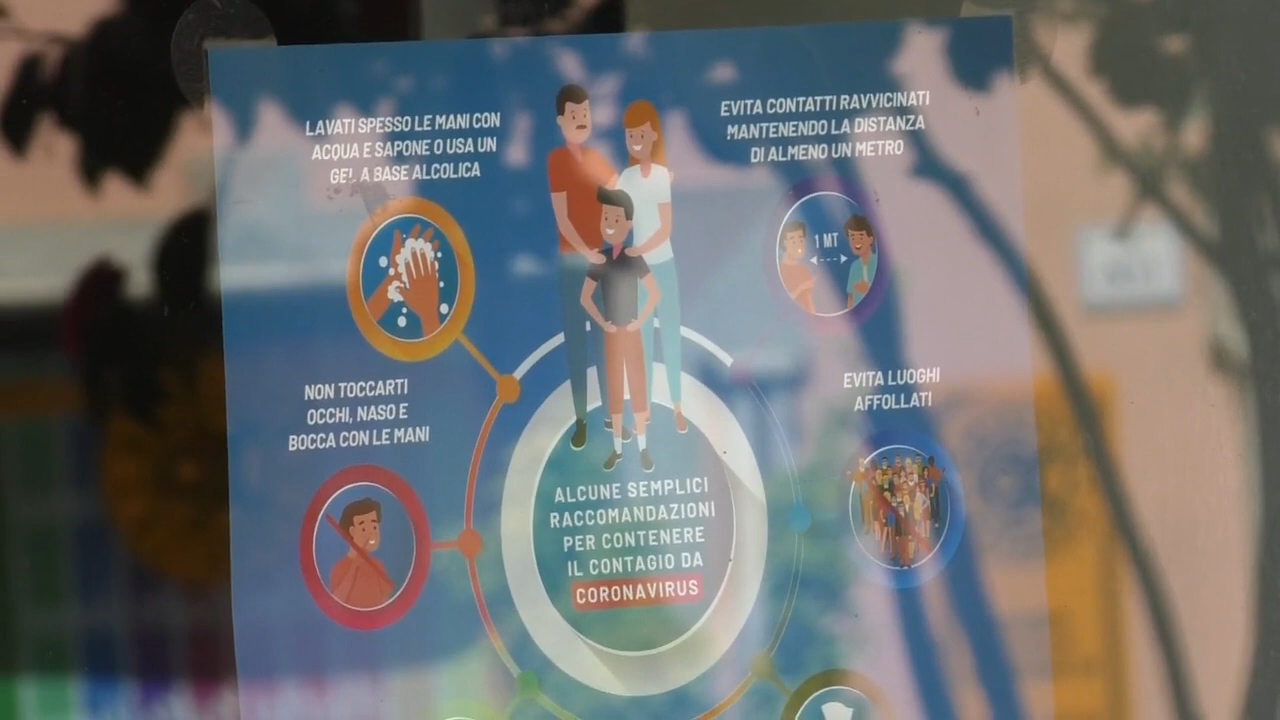 LAVATI SPESSO LE MANI CON
ACQUA E SAPONE O USA UN
GEL A BASE ALCOLICA
EVITA CONTATTI RAVVICINATI
MANTENENDO LA DISTANZA
DI ALMENO UN METRO
1 MT
NON TOCCARTI
OCCHI, NASO E
BOCCA CON LE MANI
EVITA LUOGHI
AFFOLLATI
ALCUNE SEMPLICI
RACCOMANDAZIONI
PER CONTENERE
IL CONTAGIO DA
CORONAVIRUS